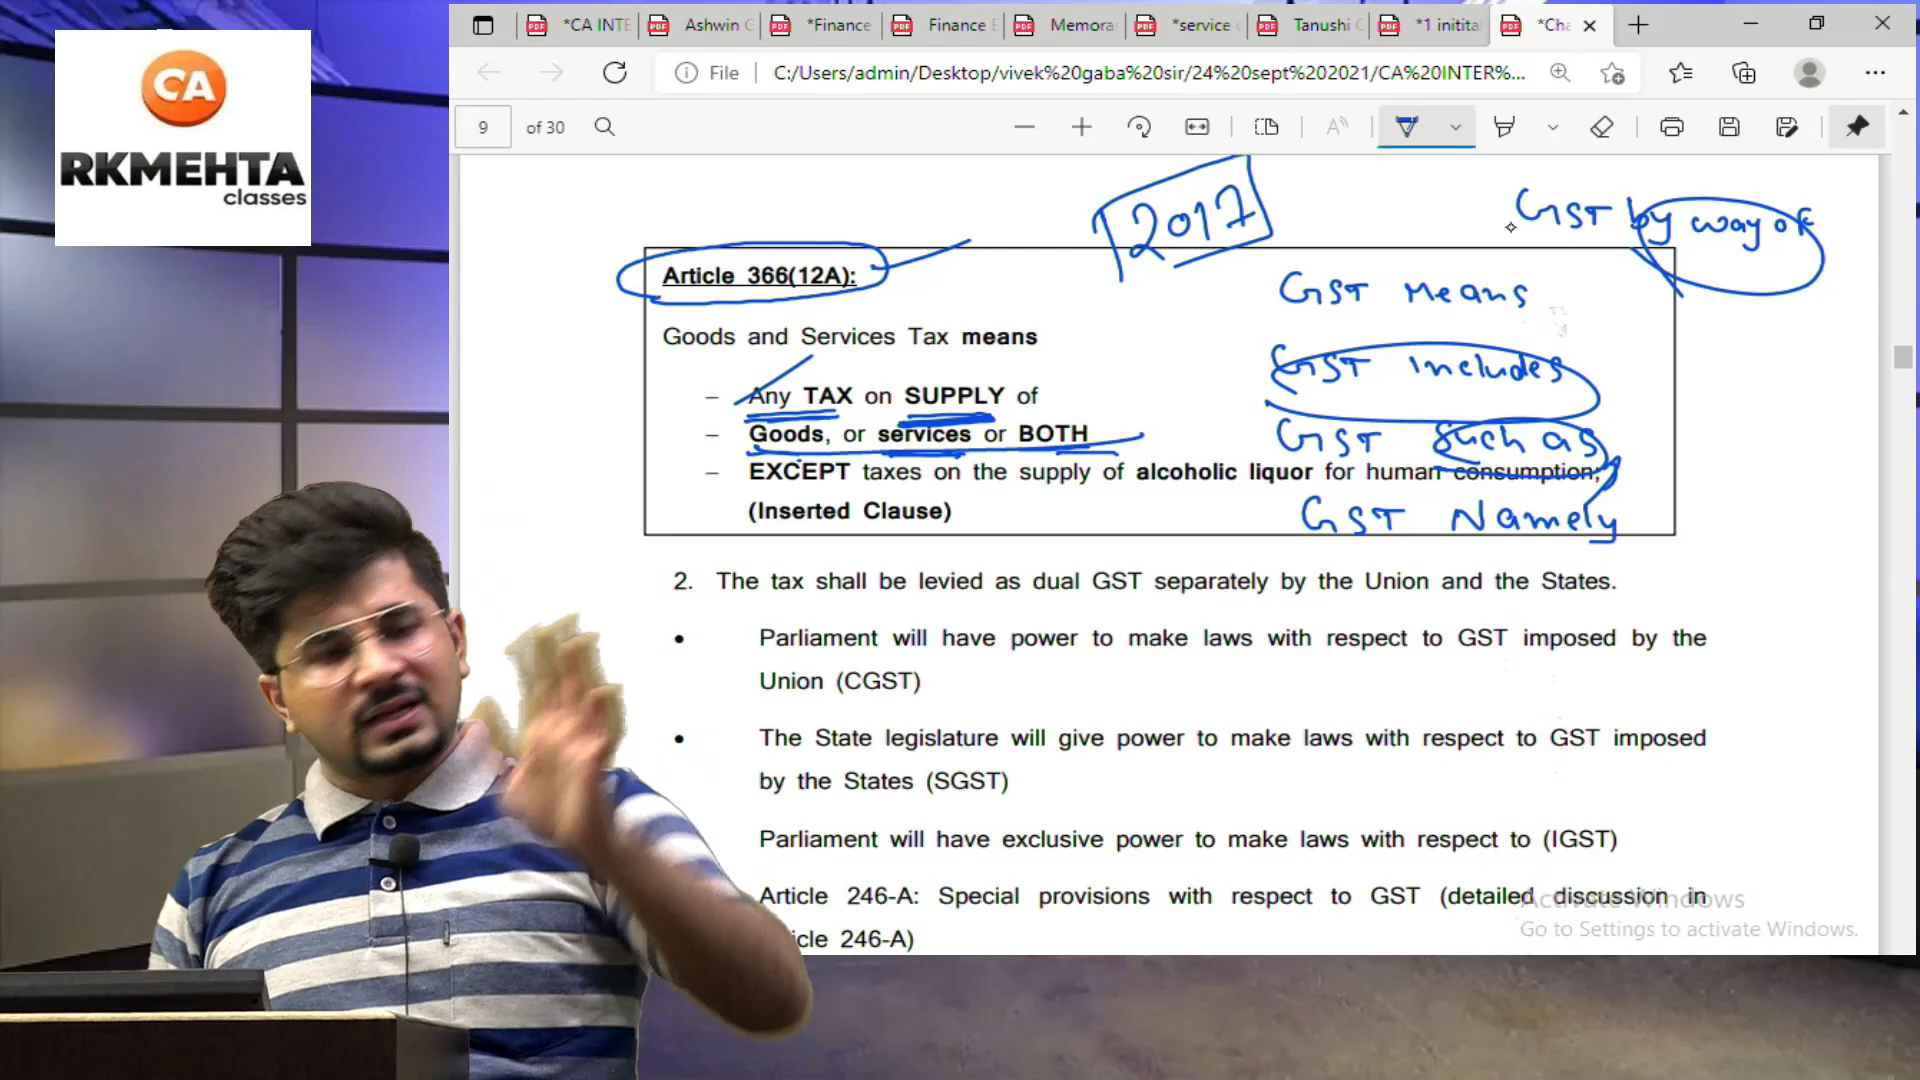 CA
RKMEHTA
classes
*CA INTE
Ashwin G
*Finance
Finance E
Memora
*service c
Tanushi
*1 initita
*Cha
File C:/Users/admin/Desktop/vivek%20gaba%20sir/24%20sept%202021/CA%20INTER%...
9 of 30
2017
GST by way of
Article 366(12A):
GST Means
Goods and Services Tax means
GST includes
– Any TAX on SUPPLY of
– Goods, or services or BOTH
GST Such as
– EXCEPT taxes on the supply of alcoholic liquor for human consumption;
(Inserted Clause)
GST Namely
2. The tax shall be levied as dual GST separately by the Union and the States.
• Parliament will have power to make laws with respect to GST imposed by the
Union (CGST)
• The State legislature will give power to make laws with respect to GST imposed
by the States (SGST)
Parliament will have exclusive power to make laws with respect to (IGST)
Article 246-A: Special provisions with respect to GST (detailed discussion in
icle 246-A)
Activate Windows
Go to Settings to activate Windows.